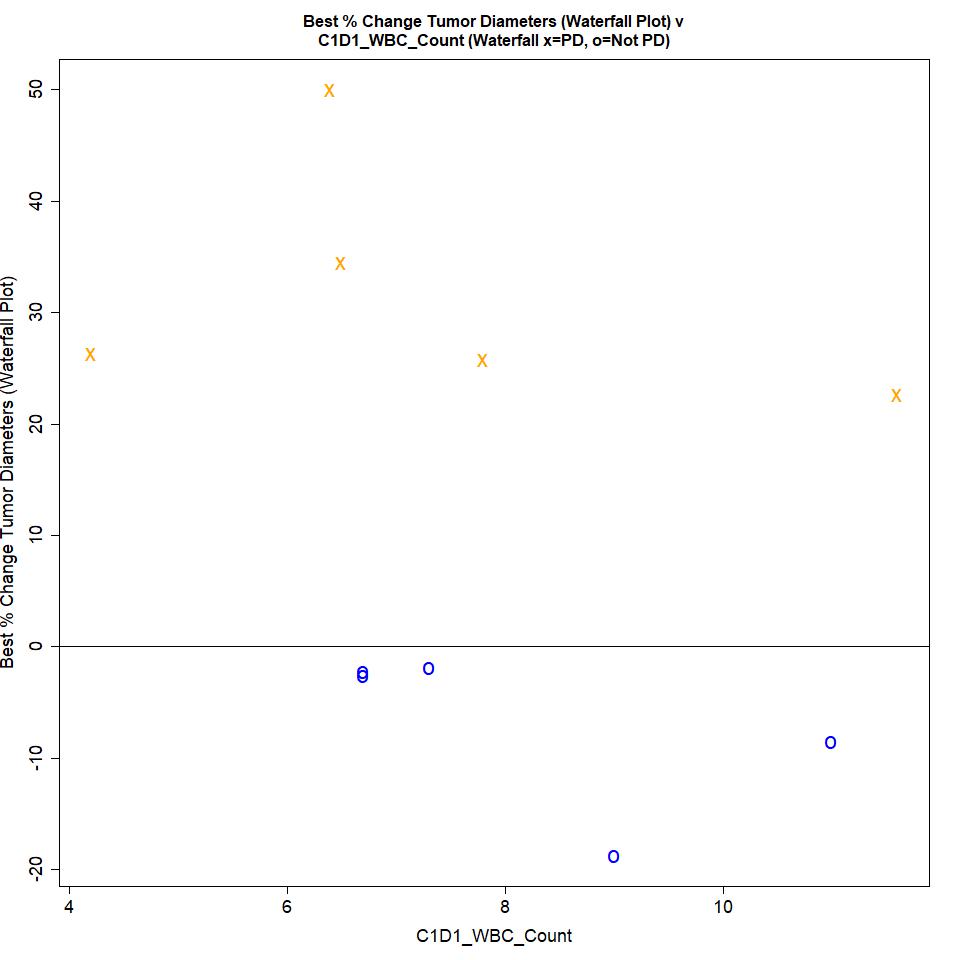 Best % Change Tumor Diameters (Waterfall Plot) v
C1D1_WBC_Count (Waterfall x=PD, o=Not PD)
Best % Change Tumor Diameters (Waterfall Plot)
50
40
30
20
10
0
-10
-20
X
X
X
X
X
O
O
O
O
O
4
6
8
10
C1D1_WBC_Count